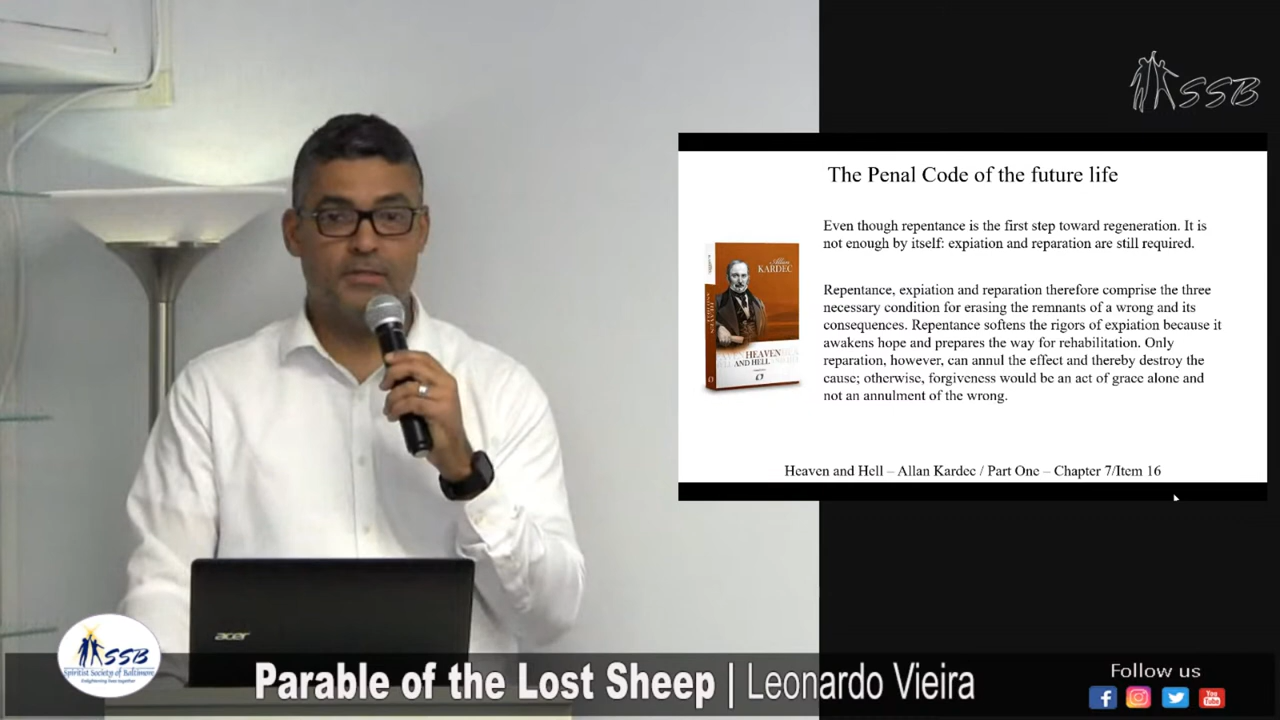 SSB
The Penal Code of the future life
Even though repentance is the first step toward regeneration. It is
not enough by itself: expiation and reparation are still required.
Allan
KARDEC
HEAVEN
AND HELL
Repentance, expiation and reparation therefore comprise the three
necessary condition for erasing the remnants of a wrong and its
consequences. Repentance softens the rigors of expiation because it
awakens hope and prepares the way for rehabilitation. Only
reparation, however, can annul the effect and thereby destroy the
cause; otherwise, forgiveness would be an act of grace alone and
not an annulment of the wrong.
Heaven and Hell – Allan Kardec / Part One – Chapter 7/Item 16
acer
SSB
Spiritist Society of Baltimore
Enlightening lives together
Parable of the Lost Sheep | Leonardo Vieira
Follow us
You
Tube